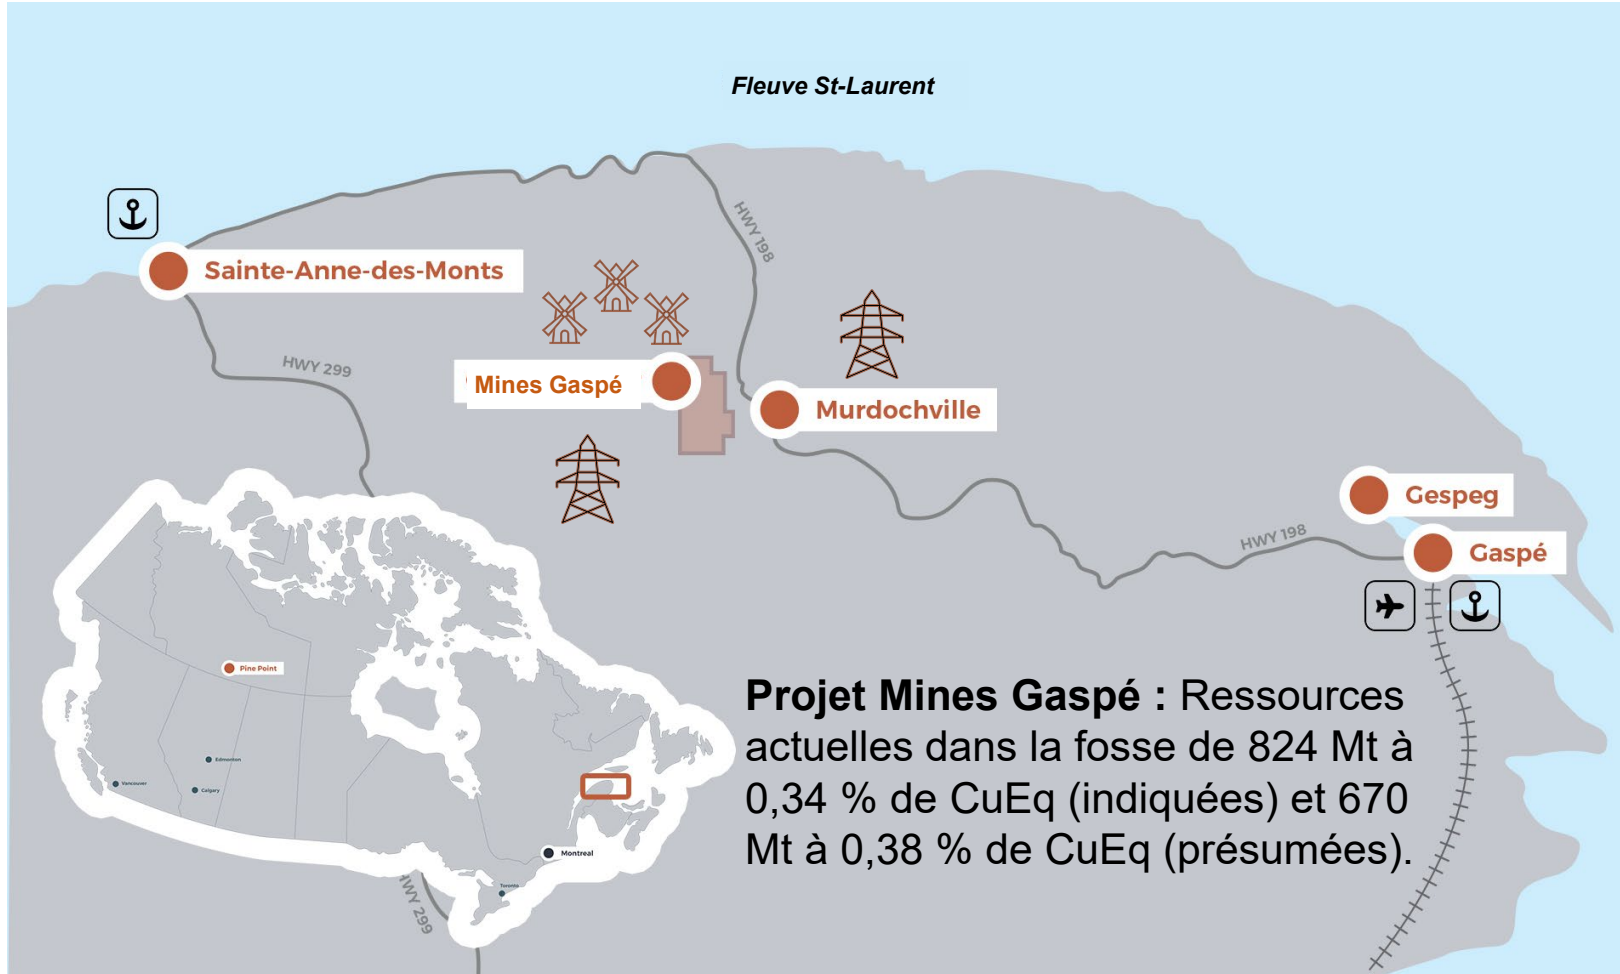 Fleuve St-Laurent
HWY 198
Sainte-Anne-des-Monts
HWY 299
Mines Gaspé
Murdochville
Gespeg
HWY 198
Gaspé
Pine Point
Edmonton
Vancouver
Calgary
Montreal
Toronto
HWY 299
Projet Mines Gaspé : Ressources
actuelles dans la fosse de 824 Mt à
0,34 % de CuEq (indiquées) et 670
Mt à 0,38 % de CuEq (présumées).